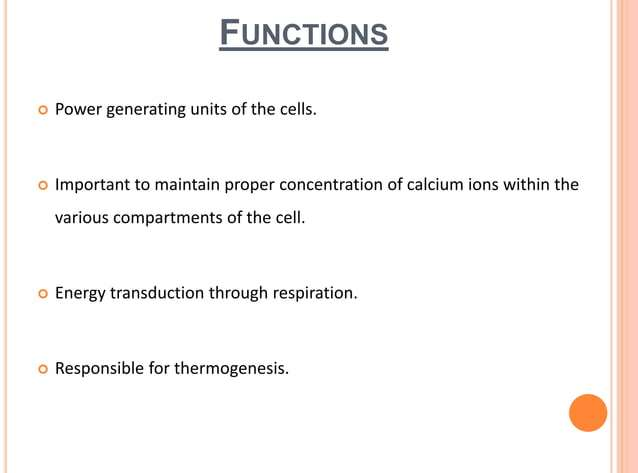 FUNCTIONS
Power generating units of the cells.
Important to maintain proper concentration of calcium ions within the
various compartments of the cell.
Energy transduction through respiration.
Responsible for thermogenesis.